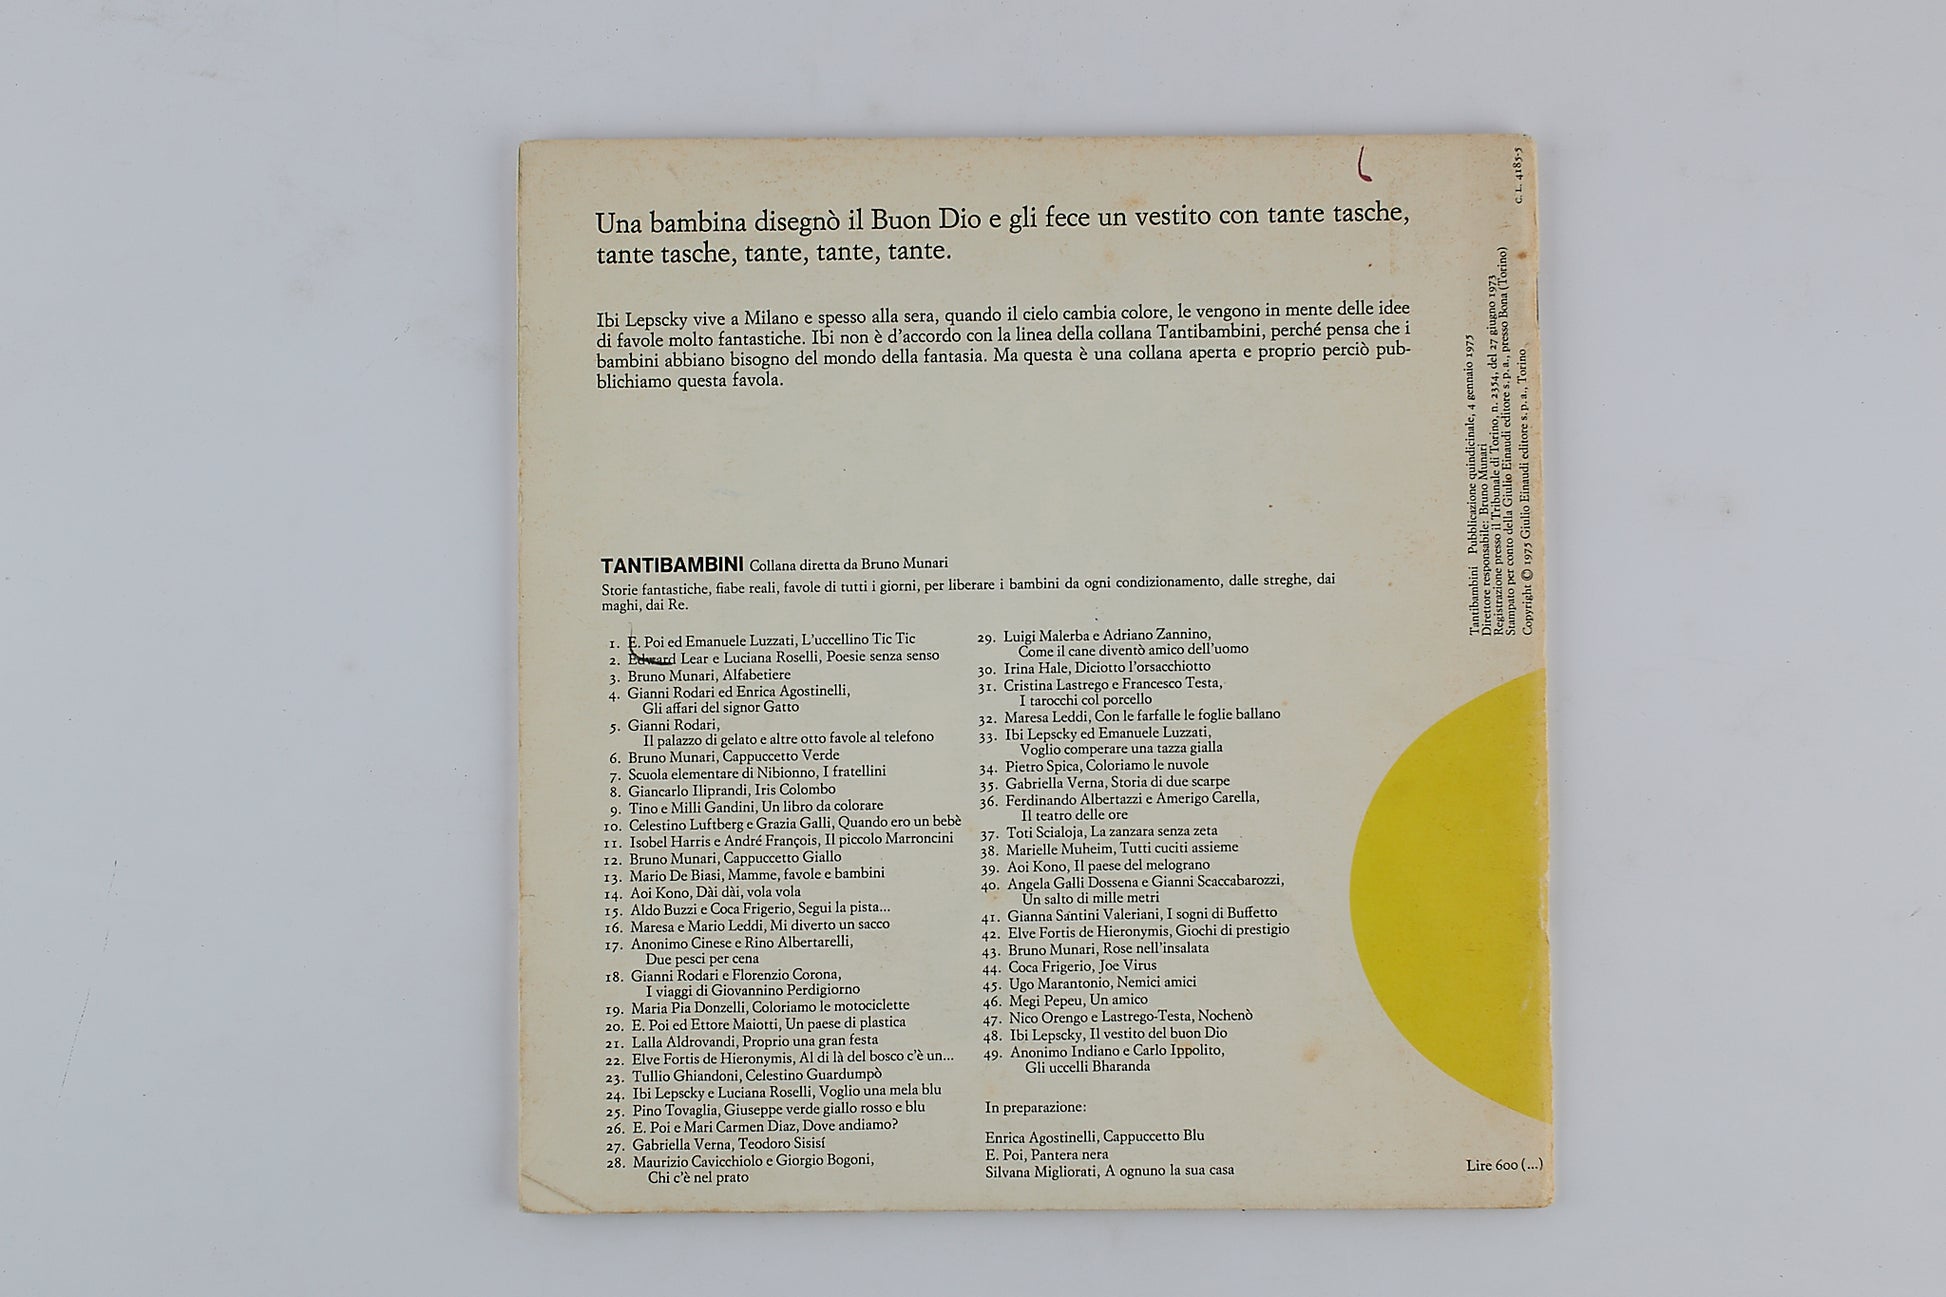 Una bambina disegnò il Buon Dio e gli fece un vestito con tante tasche,
tante tasche, tante, tante, tante.
Ibi Lepscky vive a Milano e spesso alla sera, quando il cielo cambia colore, le vengono in mente delle idee
di favole molto fantastiche. Ibi non è d'accordo con la linea della collana Tantibambini, perché pensa che i
bambini abbiano bisogno del mondo della fantasia. Ma questa è una collana aperta e proprio perciò pub-
blichiamo questa favola.
TANTIBAMBINI Collana diretta da Bruno Munari
Storie fantastiche, fiabe reali, favole di tutti i giorni, per liberare i bambini da ogni condizionamento, dalle streghe, dai
maghi, dai Re.
1. E. Poi ed Emanuele Luzzati, L'uccellino Tic Tic
2. Edward Lear e Luciana Roselli, Poesie senza senso
3. Bruno Munari, Alfabetiere
4. Gianni Rodari ed Enrica Agostinelli,
Gli affari del signor Gatto
5. Gianni Rodari,
Il palazzo di gelato e altre otto favole al telefono
6. Bruno Munari, Cappuccetto Verde
7. Scuola elementare di Nibionno, I fratellini
8. Giancarlo Iliprandi, Iris Colombo
9. Tino e Milli Gandini, Un libro da colorare
10. Celestino Luftberg e Grazia Galli, Quando ero un bebè
11. Isobel Harris e André François, Il piccolo Marroncini
12. Bruno Munari, Cappuccetto Giallo
13. Mario De Biasi, Mamme, favole e bambini
14. Aoi Kono, Dài dài, vola vola
15. Aldo Buzzi e Coca Frigerio, Segui la pista...
16. Maresa e Mario Leddi, Mi diverto un sacco
17. Anonimo Cinese e Rino Albertarelli,
Due pesci per cena
18. Gianni Rodari e Florenzio Corona,
I viaggi di Giovannino Perdigiorno
19. Maria Pia Donzelli, Coloriamo le motociclette
20. E. Poi ed Ettore Maiotti, Un paese di plastica
21. Lalla Aldrovandi, Proprio una gran festa
22. Elve Fortis de Hieronymis, Al di là del bosco c'è un...
23. Tullio Ghiandoni, Celestino Guardumpò
24. Ibi Lepscky e Luciana Roselli, Voglio una mela blu
25. Pino Tovaglia, Giuseppe verde giallo rosso e blu
26. E. Poi e Mari Carmen Diaz, Dove andiamo?
27. Gabriella Verna, Teodoro Sisisí
28. Maurizio Cavicchiolo e Giorgio Bogoni,
Chi c'è nel prato
29. Luigi Malerba e Adriano Zannino,
Come il cane diventò amico dell'uomo
30. Irina Hale, Diciotto l'orsacchiotto
31. Cristina Lastrego e Francesco Testa,
I tarocchi col porcello
32. Maresa Leddi, Con le farfalle le foglie ballano
33. Ibi Lepscky ed Emanuele Luzzati,
Voglio comperare una tazza gialla
34. Pietro Spica, Coloriamo le nuvole
35. Gabriella Verna, Storia di due scarpe
36. Ferdinando Albertazzi e Amerigo Carella,
Il teatro delle ore
37. Toti Scialoja, La zanzara senza zeta
38. Marielle Muheim, Tutti cuciti assieme
39. Aoi Kono, Il paese del melograno
40. Angela Galli Dossena e Gianni Scaccabarozzi,
Un salto di mille metri
41. Gianna Santini Valeriani, I sogni di Buffetto
42. Elve Fortis de Hieronymis, Giochi di prestigio
43. Bruno Munari, Rose nell'insalata
44. Coca Frigerio, Joe Virus
45. Ugo Marantonio, Nemici amici
46. Megi Pepeu, Un amico
47. Nico Orengo e Lastrego-Testa, Nochenò
48. Ibi Lepscky, Il vestito del buon Dio
49. Anonimo Indiano e Carlo Ippolito,
Gli uccelli Bharanda
In preparazione:
Enrica Agostinelli, Cappuccetto Blu
E. Poi, Pantera nera
Silvana Migliorati, A ognuno la sua casa
Tantibambini Pubblicazione quindicinale, 4 gennaio 1975
Direttore responsabile: Bruno Munari
Registrazione presso il Tribunale di Torino, n. 2354, del 27 giugno 1973
Stampato per conto della Giulio Einaudi editore s. p. a., presso Bona (Torino)
Copyright © 1975 Giulio Einaudi editore s. p. a., Torino
C. L. 4185-5
Lire 600 (...)